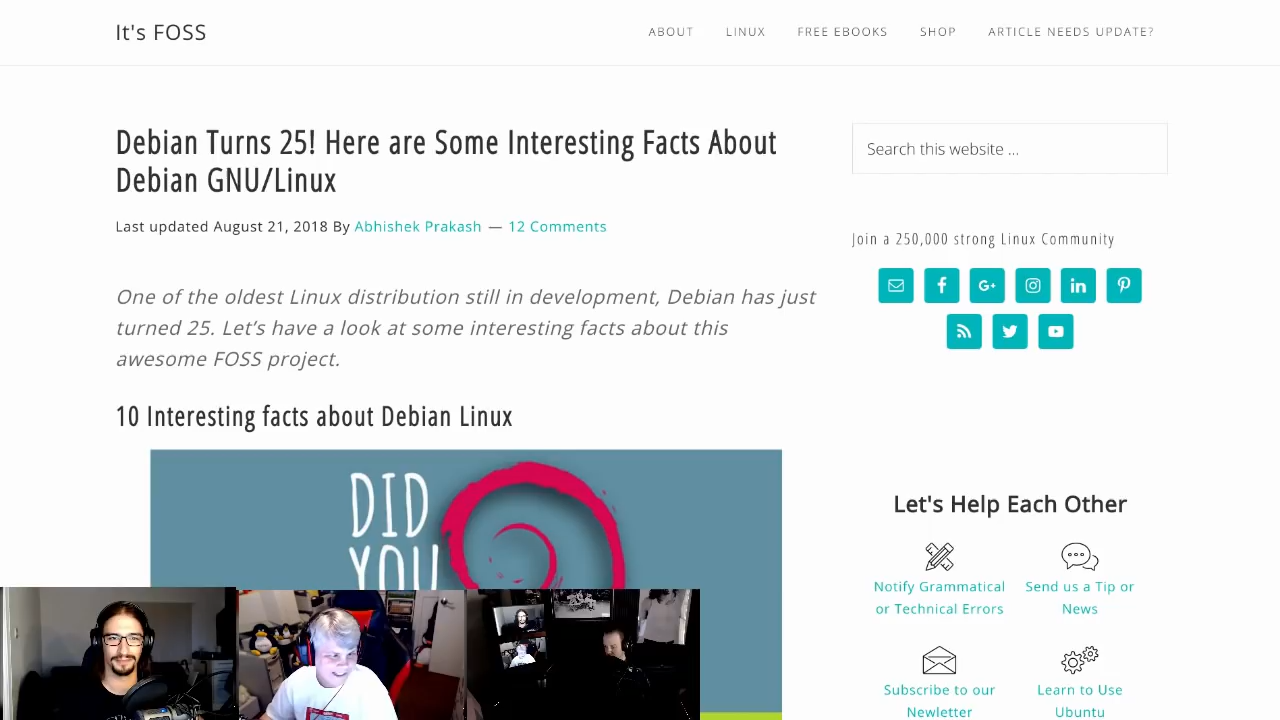 It's FOSS
ABOUT
LINUX
FREE EBOOKS
SHOP
ARTICLE NEEDS UPDATE?
Debian Turns 25! Here are Some Interesting Facts About
Debian GNU/Linux
Last updated August 21, 2018 By Abhishek Prakash — 12 Comments
One of the oldest Linux distribution still in development, Debian has just
turned 25. Let's have a look at some interesting facts about this
awesome FOSS project.
10 Interesting facts about Debian Linux
DID
YOU
Search this website ...
Join a 250,000 strong Linux Community
G+
in
Let's Help Each Other
Notify Grammatical
or Technical Errors
Send us a Tip or
News
Subscribe to our
Newletter
Learn to Use
Ubuntu